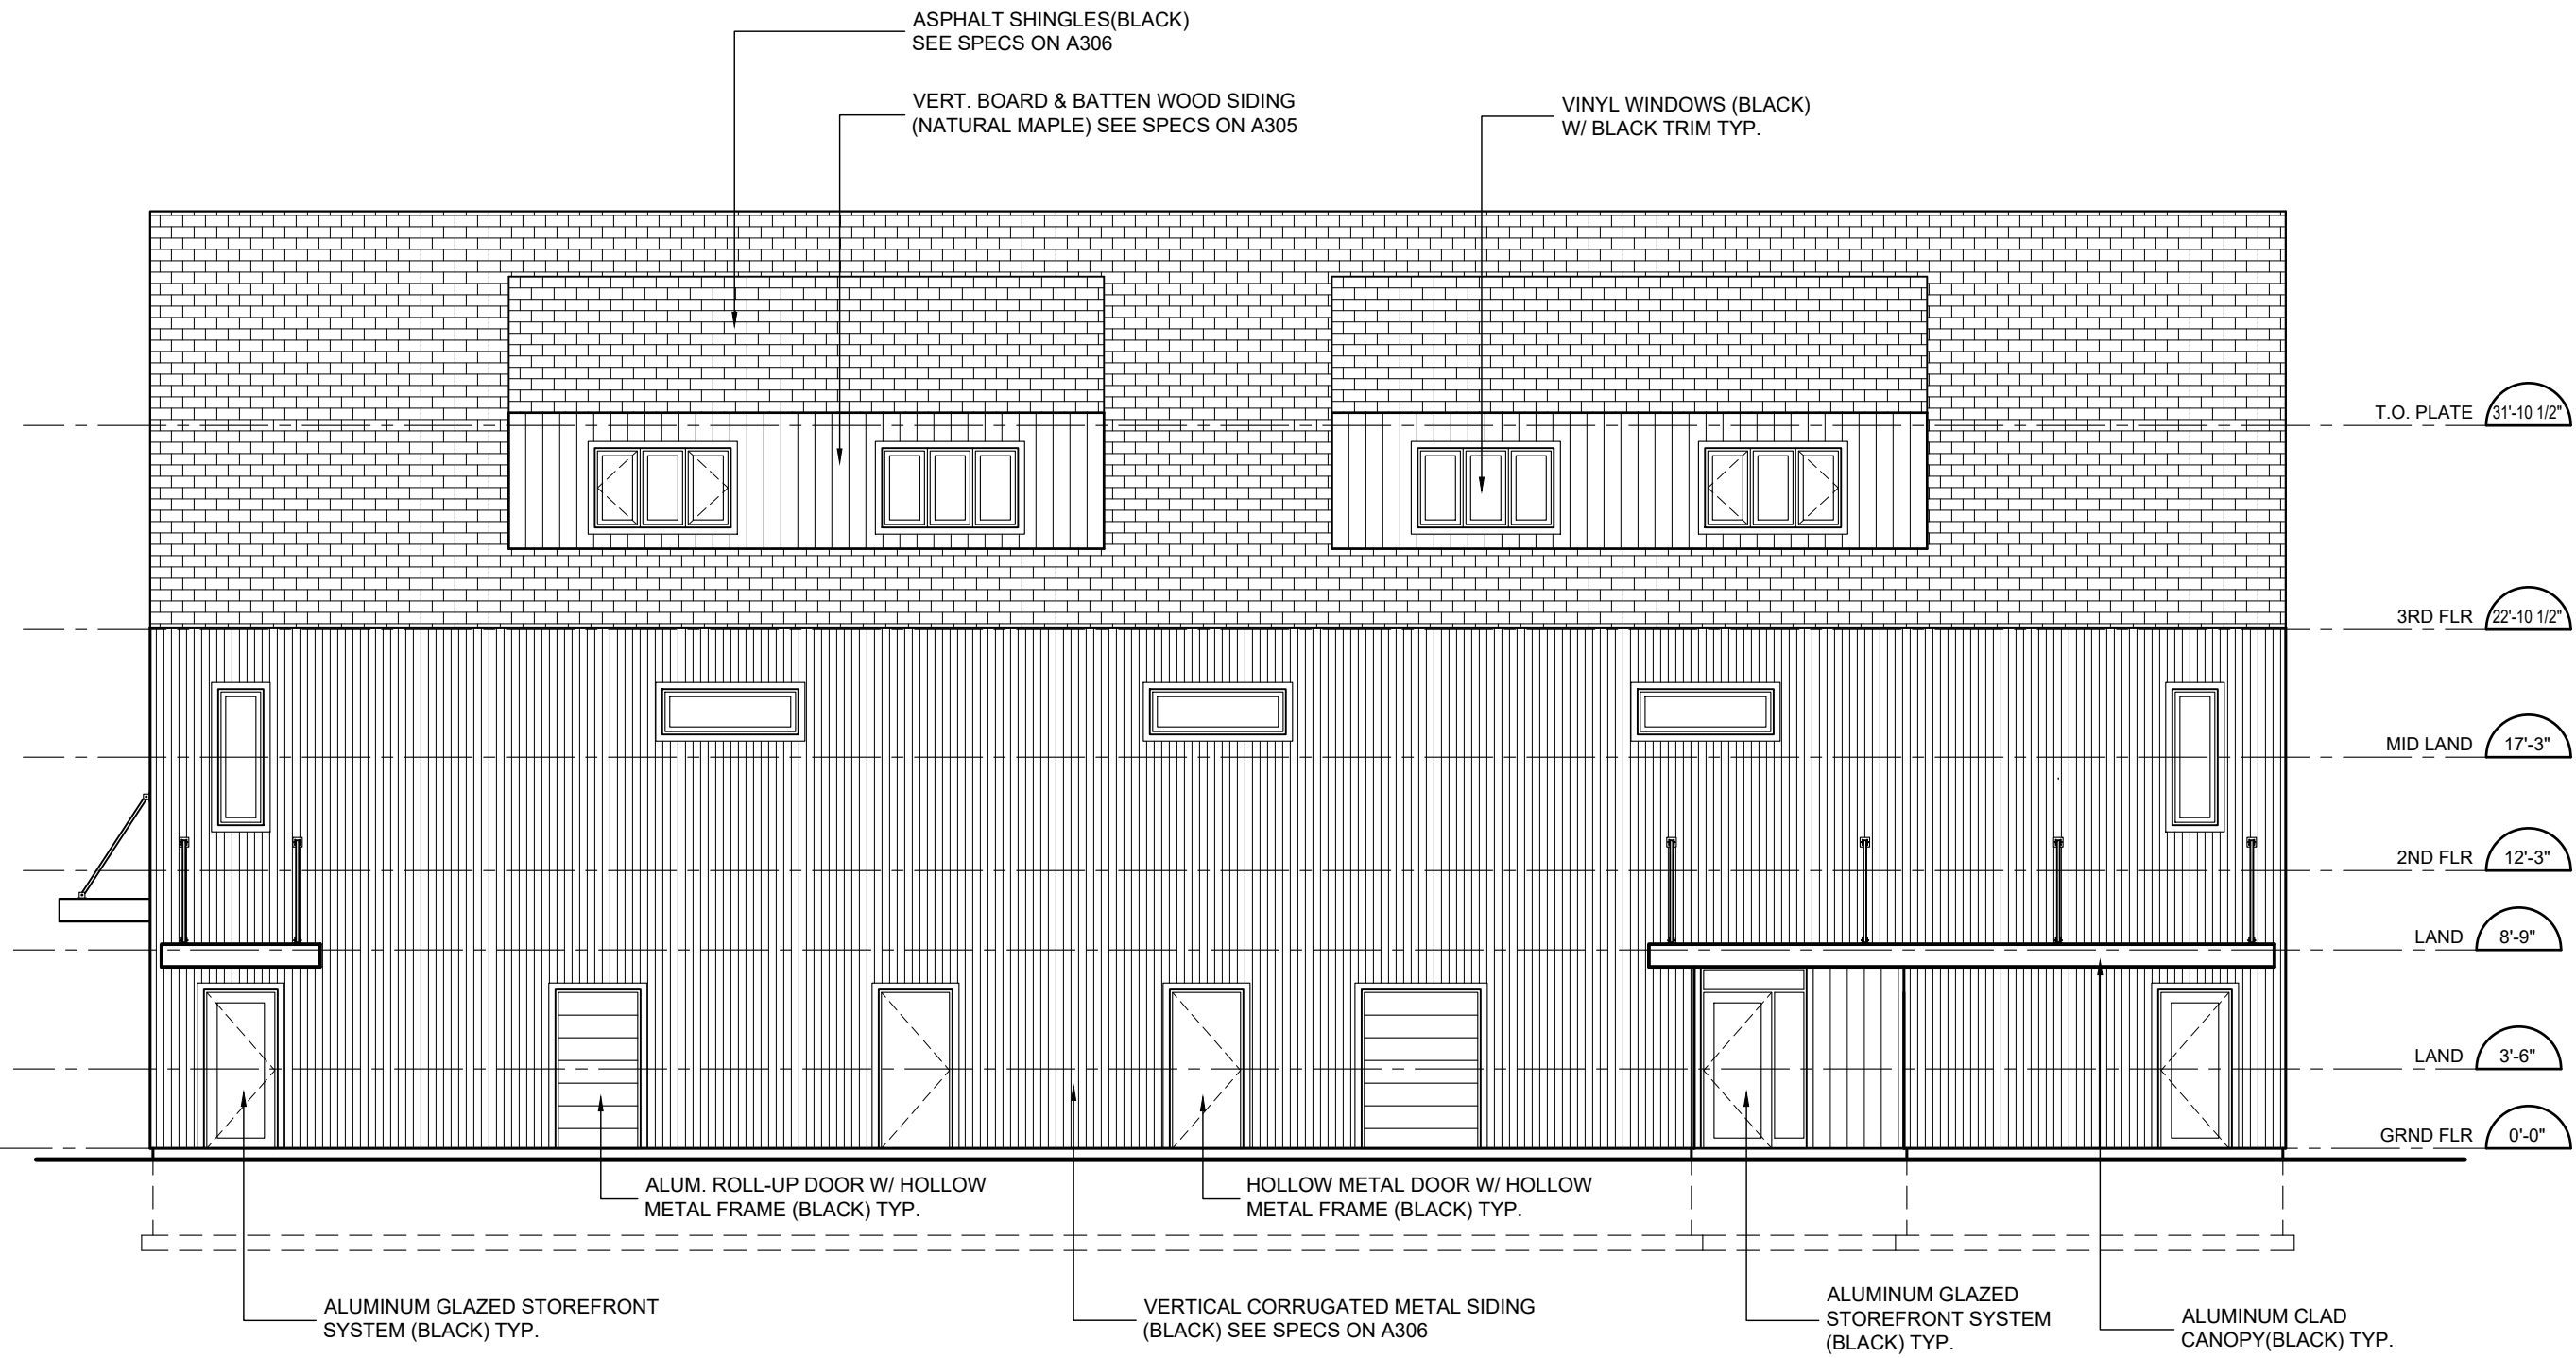 ASPHALT SHINGLES(BLACK)
SEE SPECS ON A306
VERT. BOARD & BATTEN WOOD SIDING
(NATURAL MAPLE) SEE SPECS ON A305
VINYL WINDOWS (BLACK)
W/ BLACK TRIM TYP.
T.O. PLATE 31'-10 1/2"
3RD FLR 22'-10 1/2"
MID LAND 17'-3"
2ND FLR 12'-3"
LAND 8'-9"
LAND 3'-6"
GRND FLR 0'-0"
ALUM. ROLL-UP DOOR W/ HOLLOW
METAL FRAME (BLACK) TYP.
HOLLOW METAL DOOR W/ HOLLOW
METAL FRAME (BLACK) TYP.
ALUMINUM GLAZED STOREFRONT
SYSTEM (BLACK) TYP.
VERTICAL CORRUGATED METAL SIDING
(BLACK) SEE SPECS ON A306
ALUMINUM GLAZED
STOREFRONT SYSTEM
(BLACK) TYP.
ALUMINUM CLAD
CANOPY(BLACK) TYP.